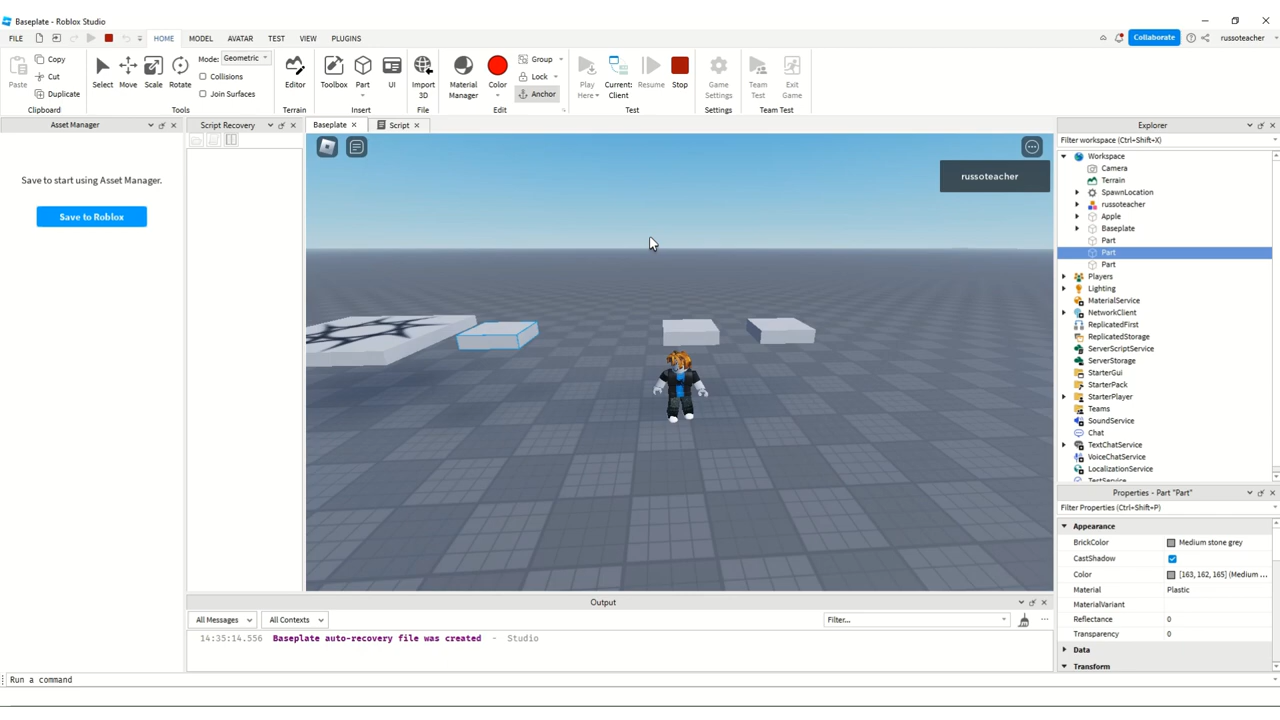 Baseplate - Roblox Studio
FILE HOME MODEL AVATAR TEST VIEW PLUGINS Collaborate russoteacher
Paste Copy Cut Duplicate Clipboard
Select Move Scale Rotate Mode: Geometric Collisions Join Surfaces Tools
Editor Terrain
Toolbox Part UI Insert
Import 3D File
Material Manager Color Group Lock Anchor Edit
Play Here Current: Client Resume Stop Test
Game Settings Settings
Team Test Exit Game Team Test
Asset Manager
Save to start using Asset Manager.
Save to Roblox
Script Recovery
Baseplate Script
russoteacher
Explorer
Filter workspace (Ctrl+Shift+X)
Workspace
Camera
Terrain
SpawnLocation
russoteacher
Apple
Baseplate
Part
Part
Part
Players
Lighting
MaterialService
NetworkClient
ReplicatedFirst
ReplicatedStorage
ServerScriptService
ServerStorage
StarterGui
StarterPack
StarterPlayer
Teams
SoundService
Chat
TextChatService
VoiceChatService
LocalizationService
TestService
Properties - Part "Part"
Filter Properties (Ctrl+Shift+P)
Appearance
BrickColor Medium stone grey
CastShadow
Color [163, 162, 165] (Medium ...
Material Plastic
MaterialVariant
Reflectance 0
Transparency 0
Data
Transform
Output
All Messages All Contexts Filter...
14:35:14.556 Baseplate auto-recovery file was created - Studio
Run a command